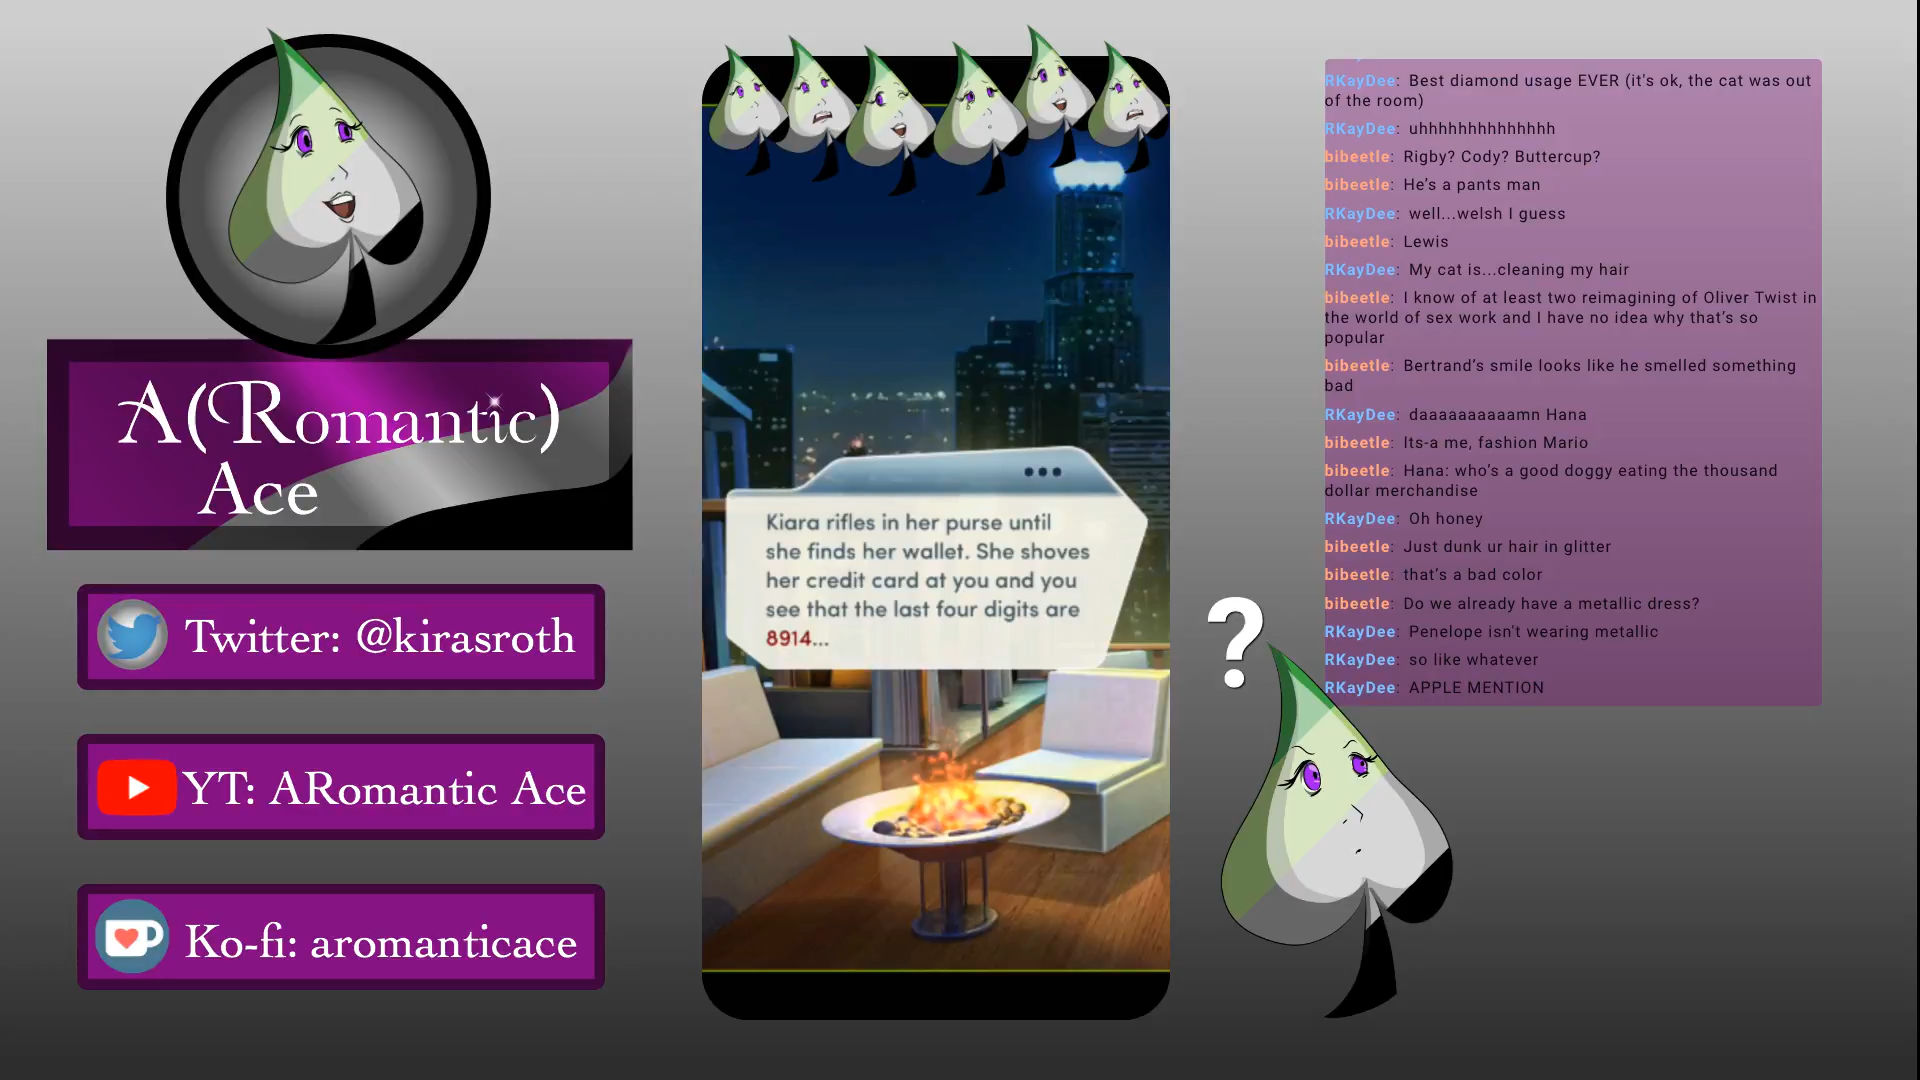 A(Romantic)
Ace
Twitter: @kirasroth
YT: ARomantic Ace
Ko-fi: aromanticace
Kiara rifles in her purse until
she finds her wallet. She shoves
her credit card at you and you
see that the last four digits are
8914...
?
RKayDee: Best diamond usage EVER (it's ok, the cat was out
of the room)
RKayDee: uhhhhhhhhhhhhhh
bibeetle: Rigby? Cody? Buttercup?
bibeetle: He’s a pants man
RKayDee: well...welsh I guess
bibeetle: Lewis
RKayDee: My cat is...cleaning my hair
bibeetle: I know of at least two reimagining of Oliver Twist in
the world of sex work and I have no idea why that’s so
popular
bibeetle: Bertrand’s smile looks like he smelled something
bad
RKayDee: daaaaaaaaaamn Hana
bibeetle: Its-a me, fashion Mario
bibeetle: Hana: who’s a good doggy eating the thousand
dollar merchandise
RKayDee: Oh honey
bibeetle: Just dunk ur hair in glitter
bibeetle: that’s a bad color
bibeetle: Do we already have a metallic dress?
RKayDee: Penelope isn't wearing metallic
RKayDee: so like whatever
RKayDee: APPLE MENTION